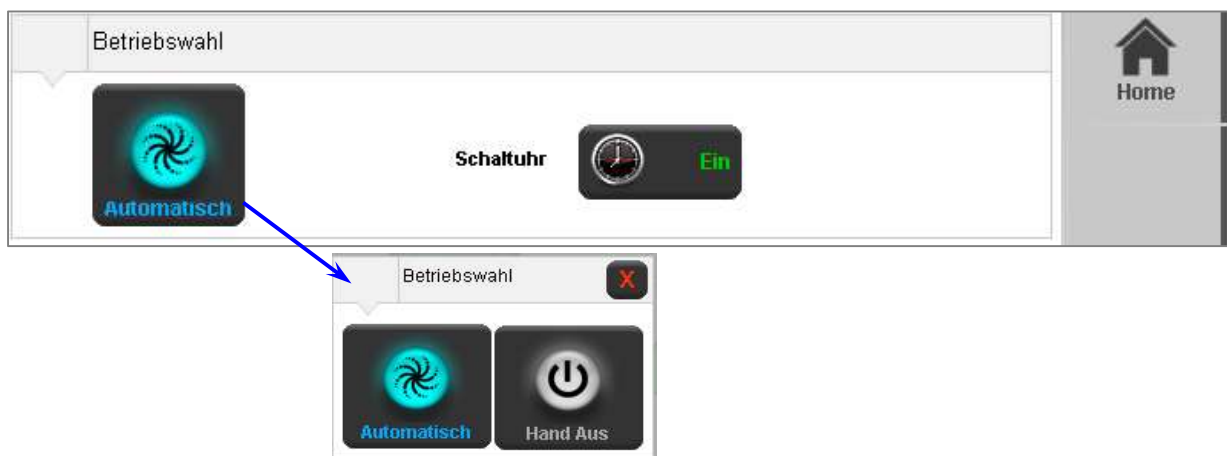 Betriebswahl
Home
Schaltuhr
Ein
Automatisch
Betriebswahl
X
Automatisch
Hand Aus